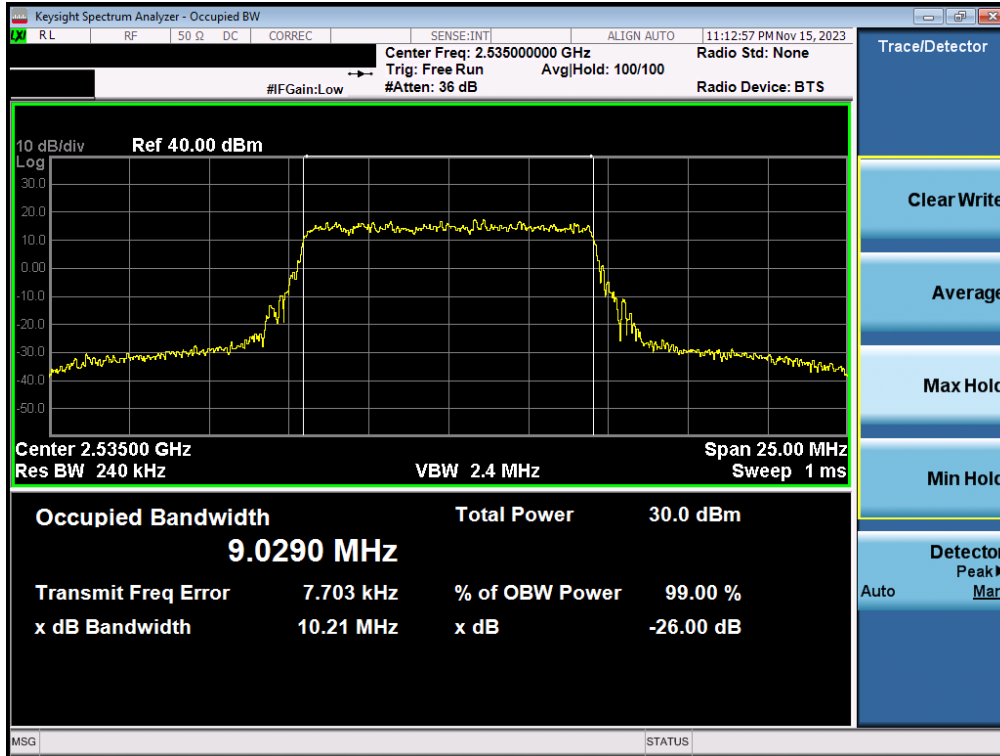 Keysight Spectrum Analyzer - Occupied BW
LXI RL RF 50 Ω DC CORREC SENSE:INT ALIGN AUTO 11:12:57 PM Nov 15, 2023
Center Freq: 2.535000000 GHz Radio Std: None
Trig: Free Run Avg|Hold: 100/100
#IFGain:Low #Atten: 36 dB Radio Device: BTS
10 dB/div Ref 40.00 dBm
Log
30.0
20.0
10.0
0.00
-10.0
-20.0
-30.0
-40.0
-50.0
Center 2.53500 GHz Span 25.00 MHz
Res BW 240 kHz VBW 2.4 MHz Sweep 1 ms
Occupied Bandwidth Total Power 30.0 dBm
9.0290 MHz
Transmit Freq Error 7.703 kHz % of OBW Power 99.00 %
x dB Bandwidth 10.21 MHz x dB -26.00 dB
MSG STATUS
Trace/Detector
Clear Write
Average
Max Hold
Min Hold
Detector
Peak
Auto Man